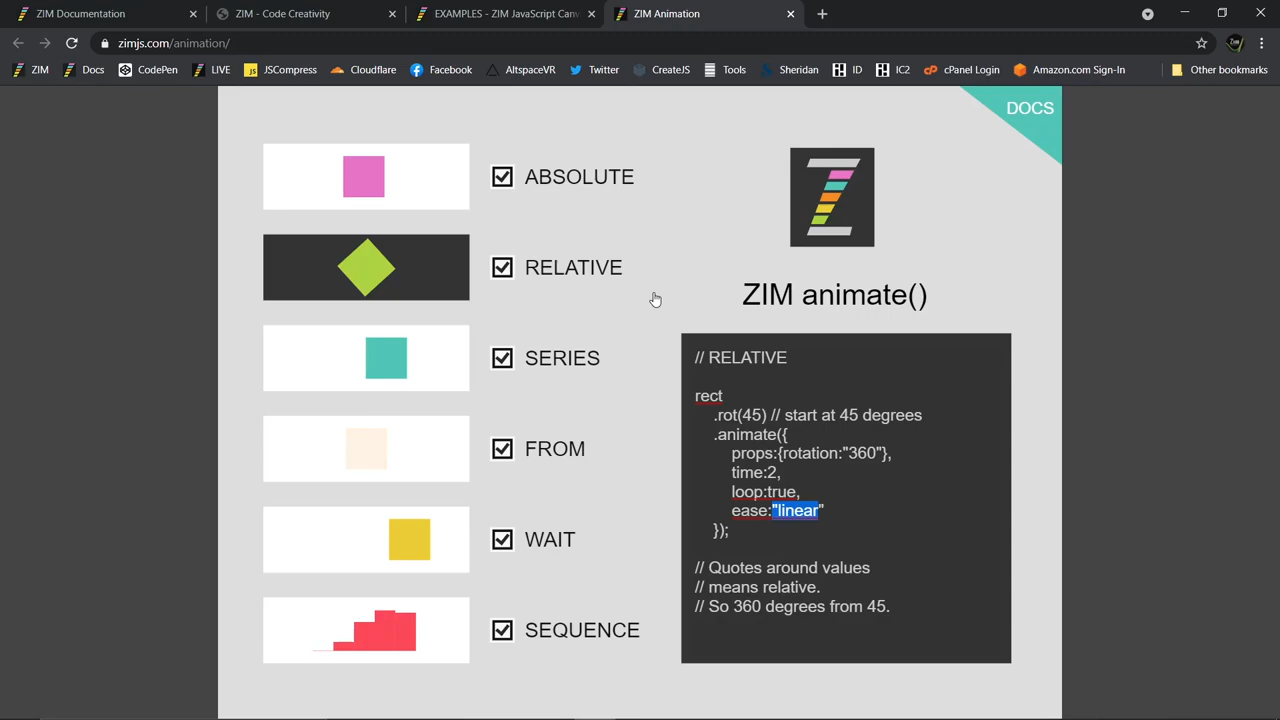 ZIM Documentation
ZIM - Code Creativity
EXAMPLES - ZIM JavaScript Can
ZIM Animation
zimjs.com/animation/
ZIM
Docs
CodePen
LIVE
JSCompress
Cloudflare
Facebook
AltspaceVR
Twitter
CreateJS
Tools
Sheridan
ID
IC2
cPanel Login
Amazon.com Sign-In
Other bookmarks
DOCS
ABSOLUTE
RELATIVE
SERIES
FROM
WAIT
SEQUENCE
ZIM animate()
// RELATIVE
rect
.rot(45) // start at 45 degrees
.animate({
props:{rotation:"360"},
time:2,
loop:true,
ease:"linear"
});
// Quotes around values
// means relative.
// So 360 degrees from 45.